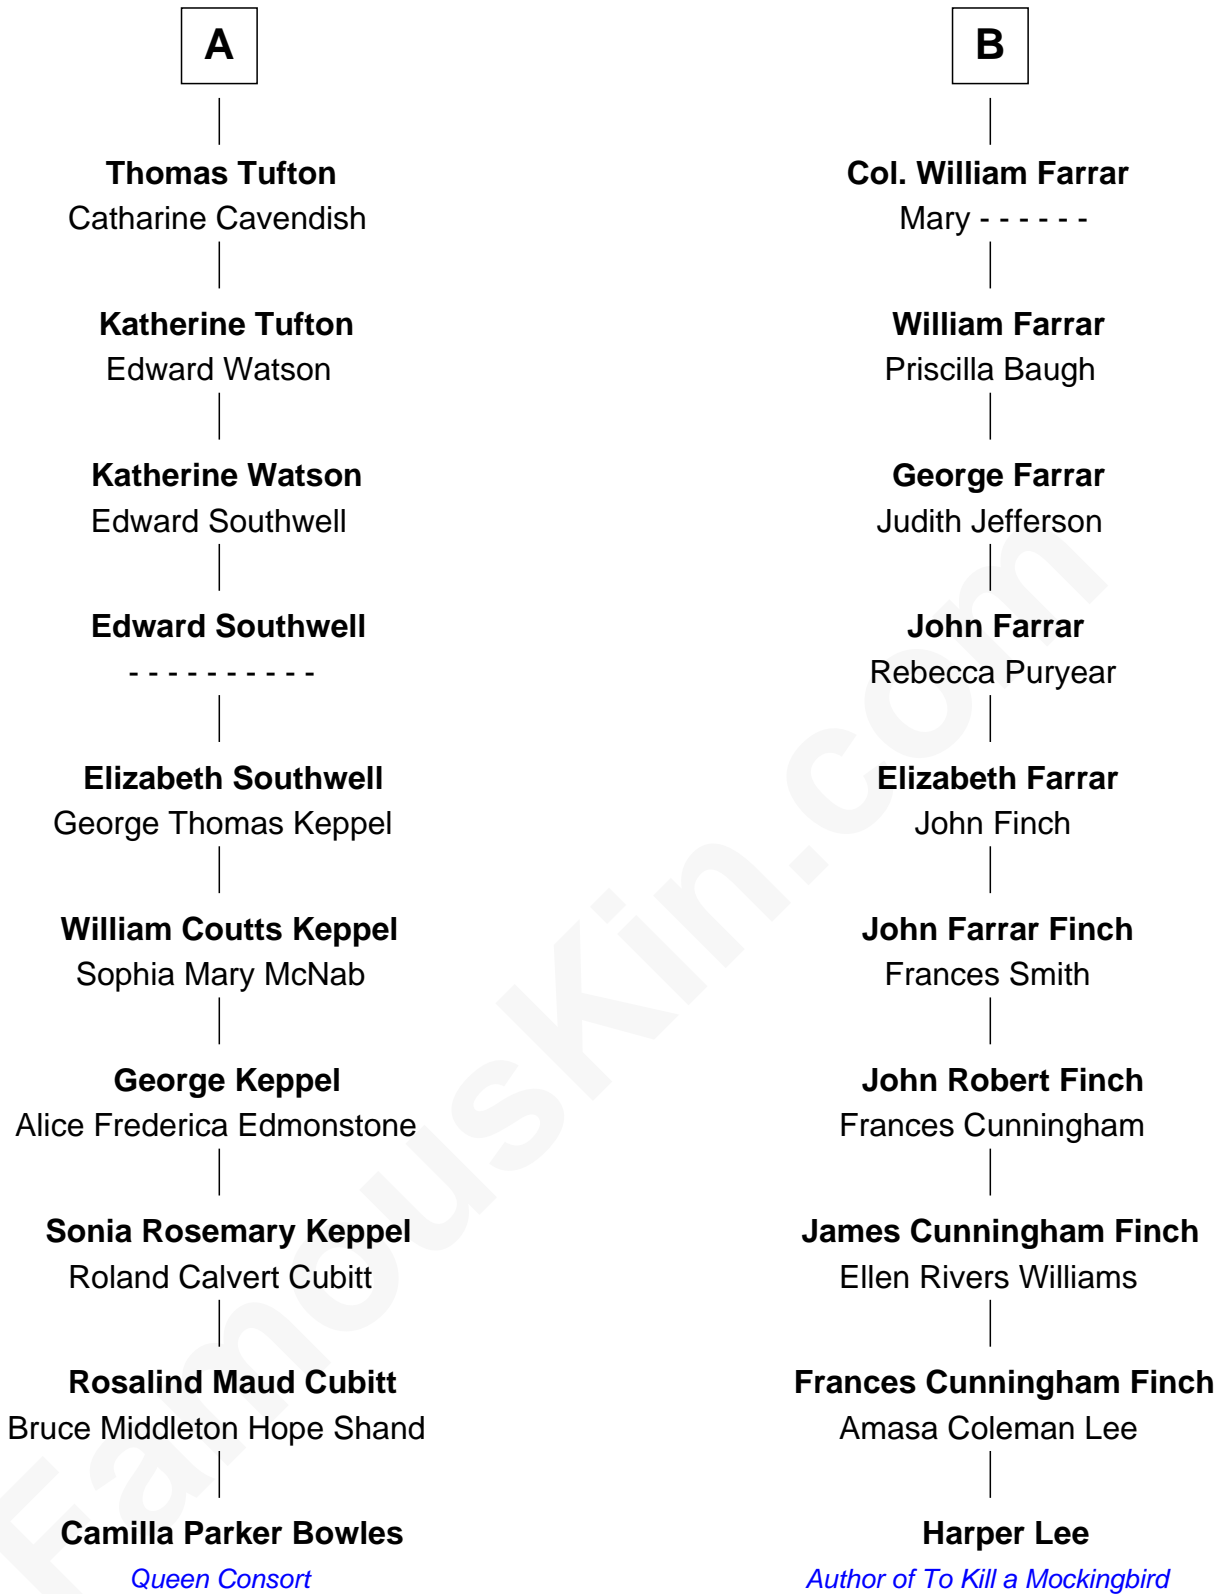 A
Thomas Tufton
Catharine Cavendish
Katherine Tufton
Edward Watson
Katherine Watson
Edward Southwell
Edward Southwell
- - - - - - - - - -
Elizabeth Southwell
George Thomas Keppel
William Coutts Keppel
Sophia Mary McNab
George Keppel
Alice Frederica Edmonstone
Sonia Rosemary Keppel
Roland Calvert Cubitt
Rosalind Maud Cubitt
Bruce Middleton Hope Shand
Camilla Parker Bowles
Queen Consort
B
Col. William Farrar
Mary - - - - - -
William Farrar
Priscilla Baugh
George Farrar
Judith Jefferson
John Farrar
Rebecca Puryear
Elizabeth Farrar
John Finch
John Farrar Finch
Frances Smith
John Robert Finch
Frances Cunningham
James Cunningham Finch
Ellen Rivers Williams
Frances Cunningham Finch
Amasa Coleman Lee
Harper Lee
Author of To Kill a Mockingbird
FamousKin.com